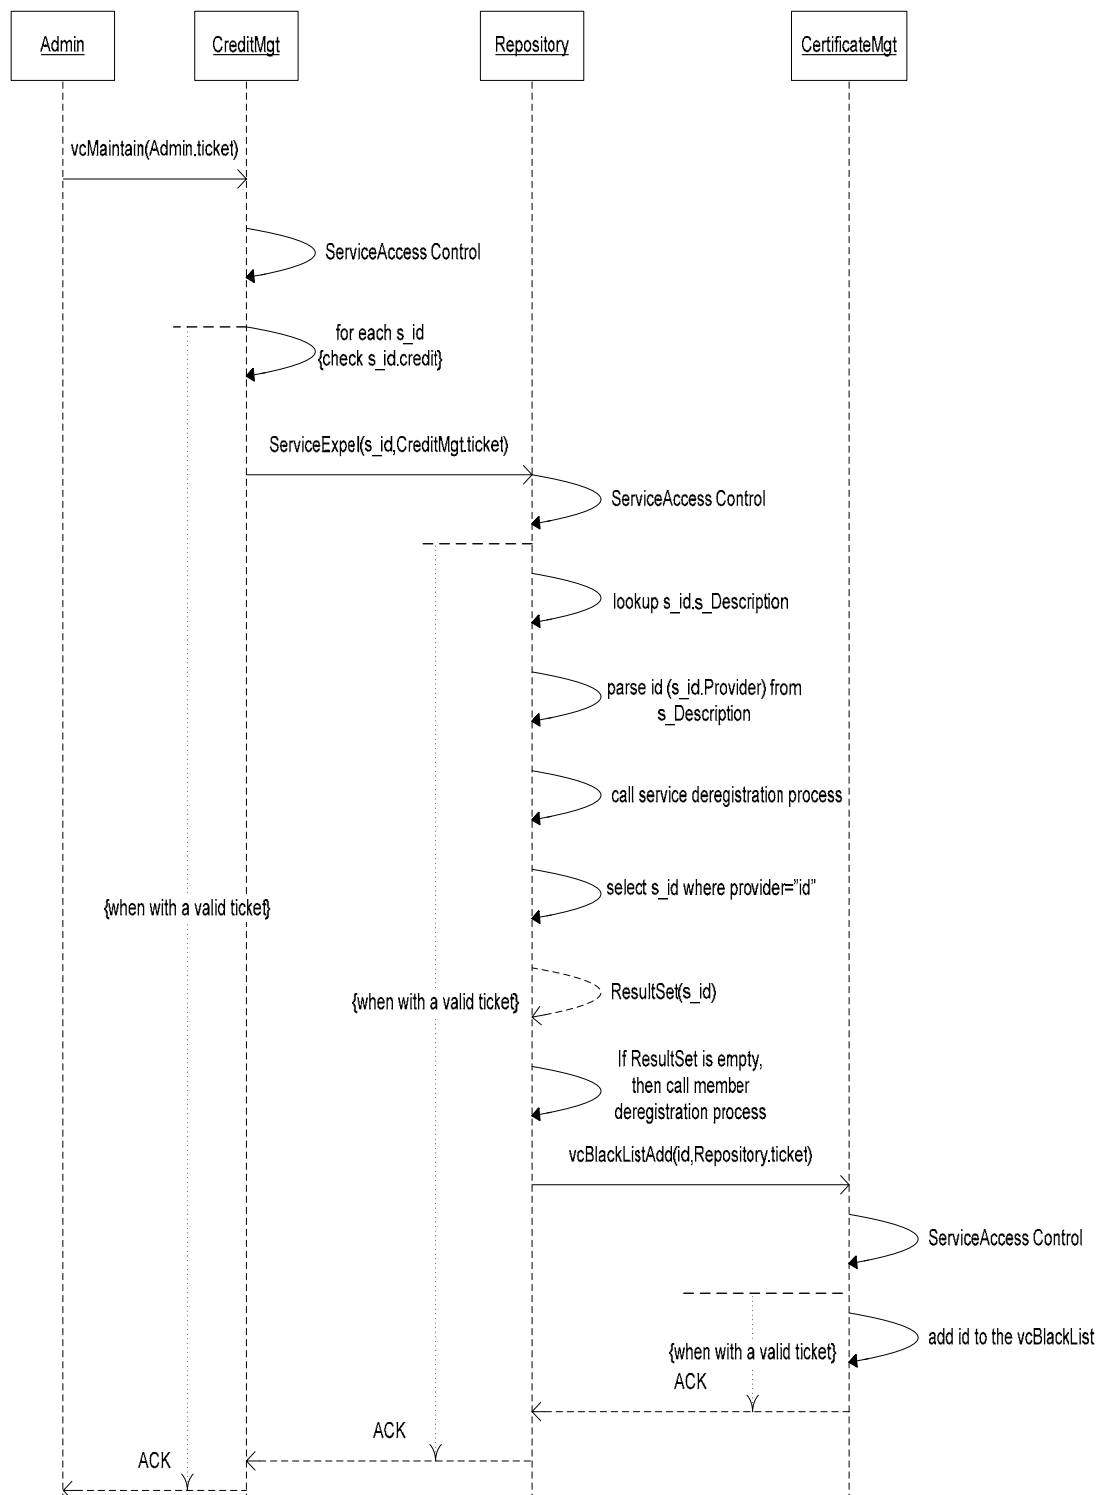 Admin
CreditMgt
Repository
CertificateMgt
vcMaintain(Admin.ticket)
ServiceAccess Control
for each s_id
{check s_id.credit}
ServiceExpel(s_id,CreditMgt.ticket)
ServiceAccess Control
lookup s_id.s_Description
parse id (s_id.Provider) from
s_Description
call service deregistration process
select s_id where provider="id"
{when with a valid ticket}
ResultSet(s_id)
{when with a valid ticket}
If ResultSet is empty,
then call member
deregistration process
vcBlackListAdd(id,Repository.ticket)
ServiceAccess Control
add id to the vcBlackList
{when with a valid ticket}
ACK
ACK
ACK